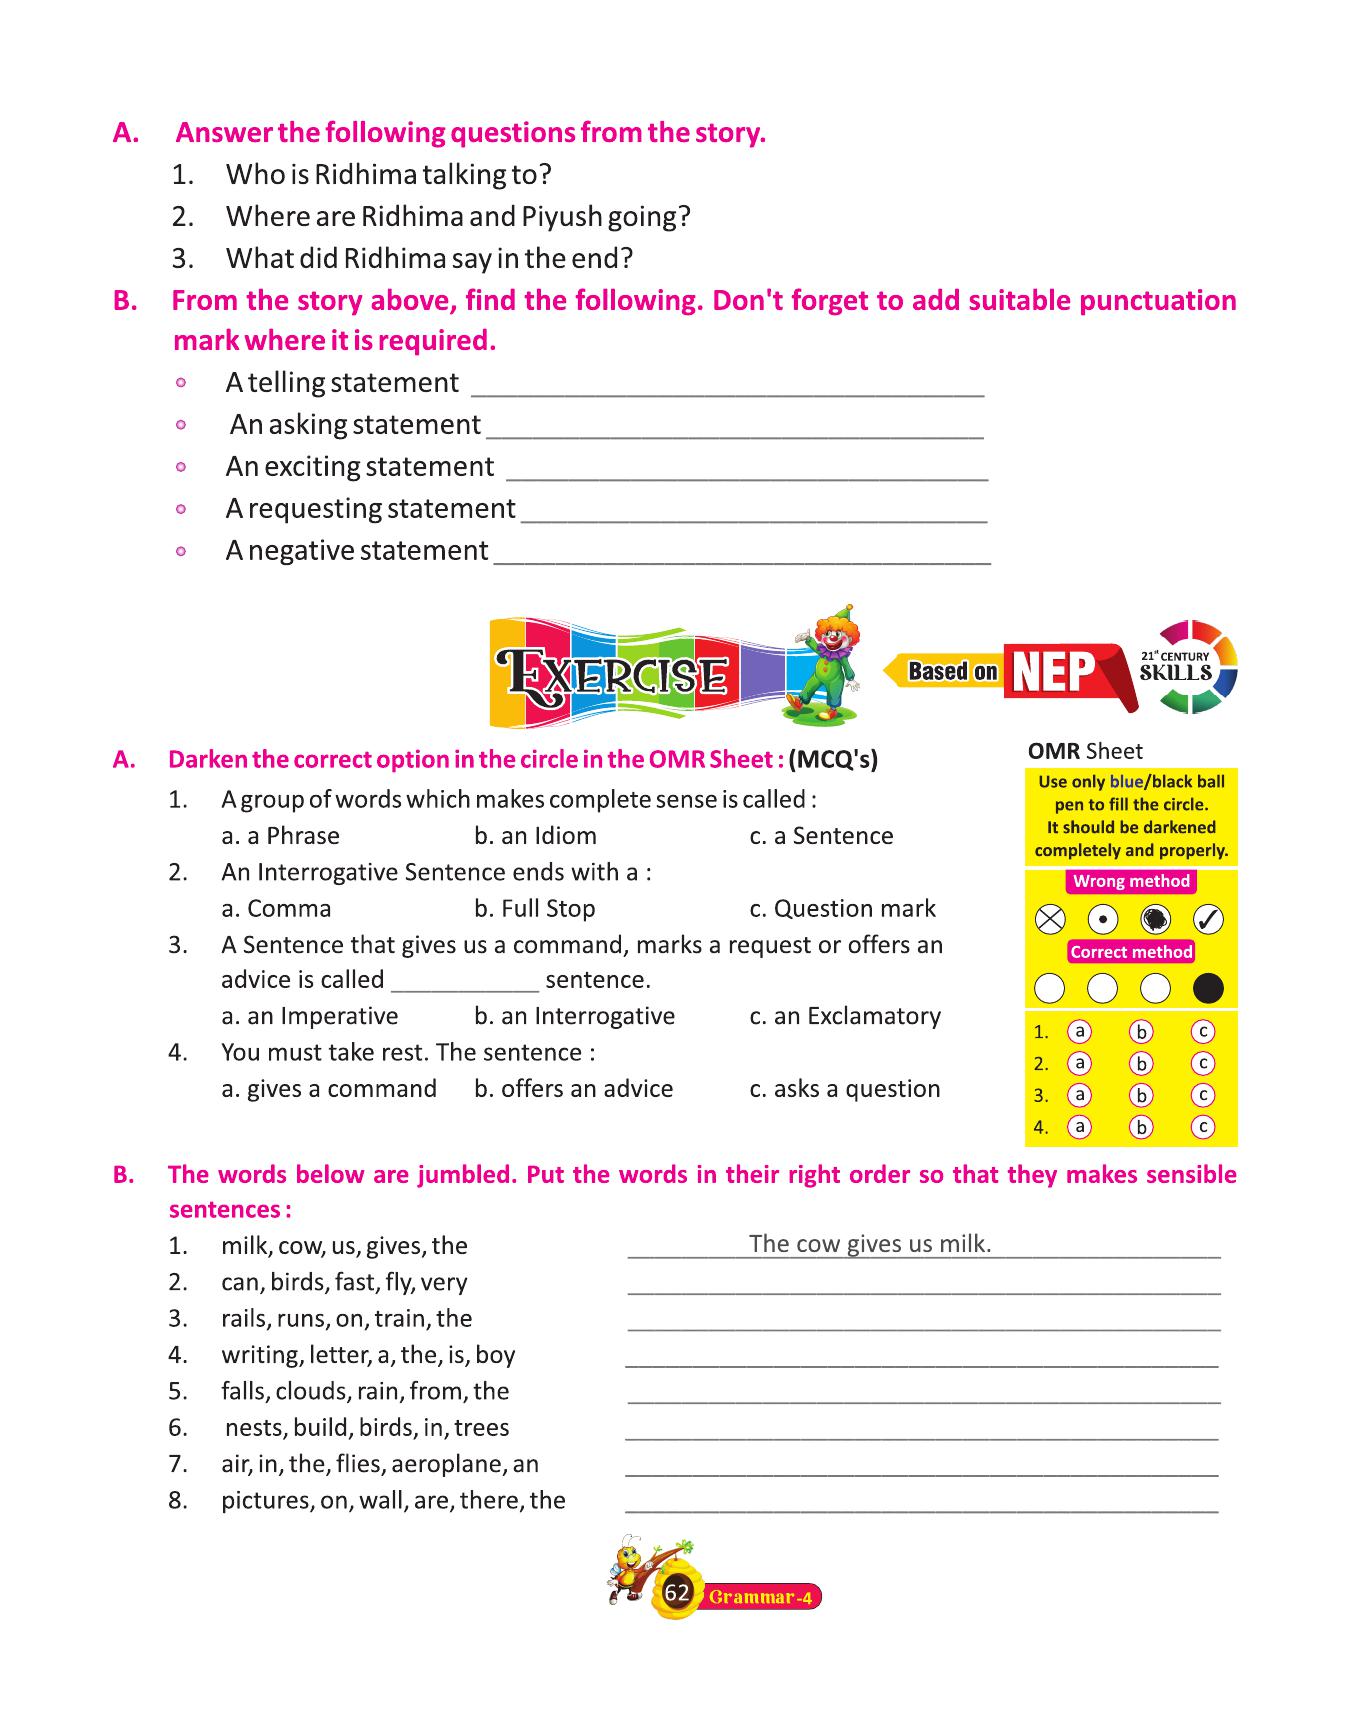 A. Answer the following questions from the story.
1. Who is Ridhima talking to?
2. Where are Ridhima and Piyush going?
3. What did Ridhima say in the end?
B. From the story above, find the following. Don't forget to add suitable punctuation
mark where it is required.
A telling statement ____________________
An asking statement ____________________
An exciting statement ____________________
A requesting statement ____________________
A negative statement ____________________
EXERCISE
Based on NEP
21st CENTURY
SKILLS
A. Darken the correct option in the circle in the OMR Sheet : (MCQ's)
1. A group of words which makes complete sense is called :
a. a Phrase b. an Idiom c. a Sentence
2. An Interrogative Sentence ends with a :
a. Comma b. Full Stop c. Question mark
3. A Sentence that gives us a command, marks a request or offers an
advice is called ____________ sentence.
a. an Imperative b. an Interrogative c. an Exclamatory
4. You must take rest. The sentence :
a. gives a command b. offers an advice c. asks a question
OMR Sheet
Use only blue/black ball
pen to fill the circle.
It should be darkened
completely and properly.
Wrong method
Correct method
1. a b c
2. a b c
3. a b c
4. a b c
B. The words below are jumbled. Put the words in their right order so that they makes sensible
sentences :
1. milk, cow, us, gives, the The cow gives us milk.
2. can, birds, fast, fly, very ____________________
3. rails, runs, on, train, the ____________________
4. writing, letter, a, the, is, boy ____________________
5. falls, clouds, rain, from, the ____________________
6. nests, build, birds, in, trees ____________________
7. air, in, the, flies, aeroplane, an ____________________
8. pictures, on, wall, are, there, the ____________________
62 Grammar-4